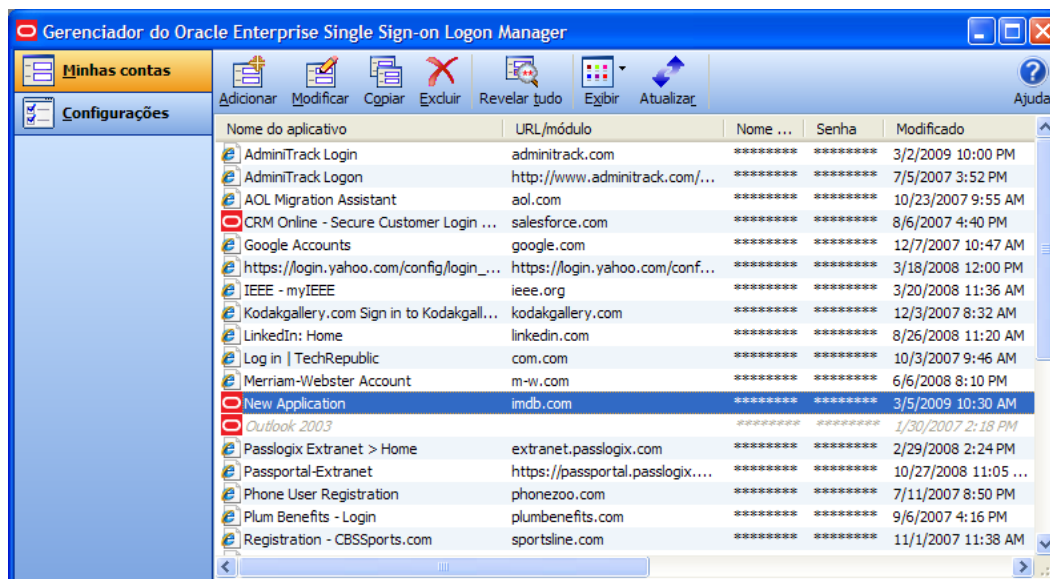 Gerenciador do Oracle Enterprise Single Sign-on Logon Manager
Minhas contas
Configurações
Adicionar Modificar Copiar Excluir Revelar tudo Exibir Atualizar Ajuda
Nome do aplicativo URL/módulo Nome ... Senha Modificado
AdminiTrack Login adminitrack.com ******** ******** 3/2/2009 10:00 PM
AdminiTrack Logon http://www.adminitrack.com/... ******** ******** 7/5/2007 3:52 PM
AOL Migration Assistant aol.com ******** ******** 10/23/2007 9:55 AM
CRM Online - Secure Customer Login ... salesforce.com ******** ******** 8/6/2007 4:40 PM
Google Accounts google.com ******** ******** 12/7/2007 10:47 AM
https://login.yahoo.com/config/login_... https://login.yahoo.com/conf... ******** ******** 3/18/2008 12:00 PM
IEEE - myIEEE ieee.org ******** ******** 3/20/2008 11:36 AM
Kodakgallery.com Sign in to Kodakgall... kodakgallery.com ******** ******** 12/3/2007 8:32 AM
LinkedIn: Home linkedin.com ******** ******** 8/26/2008 11:20 AM
Log in | TechRepublic com.com ******** ******** 10/3/2007 9:46 AM
Merriam-Webster Account m-w.com ******** ******** 6/6/2008 8:10 PM
New Application imdb.com ******** ******** 3/5/2009 10:30 AM
Outlook 2003 ******** ******** 1/30/2007 2:18 PM
Passlogix Extranet > Home extranet.passlogix.com ******** ******** 2/29/2008 2:24 PM
Passportal-Extranet https://passportal.passlogix.... ******** ******** 10/27/2008 11:05 ...
Phone User Registration phonezoo.com ******** ******** 7/11/2007 8:50 PM
Plum Benefits - Login plumbenefits.com ******** ******** 9/6/2007 4:16 PM
Registration - CBSSports.com sportsline.com ******** ******** 11/1/2007 11:38 AM